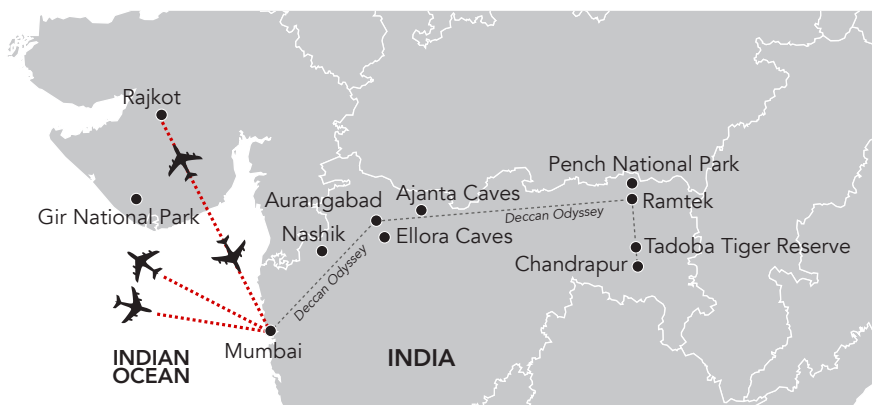 Rajkot
Pench National Park
Aurangabad
Ajanta Caves
Ramtek
Gir National Park
Deccan Odyssey
Nashik
Ellora Caves
Tadoba Tiger Reserve
Chandrapur
Deccan Odyssey
Mumbai
INDIAN
OCEAN
INDIA